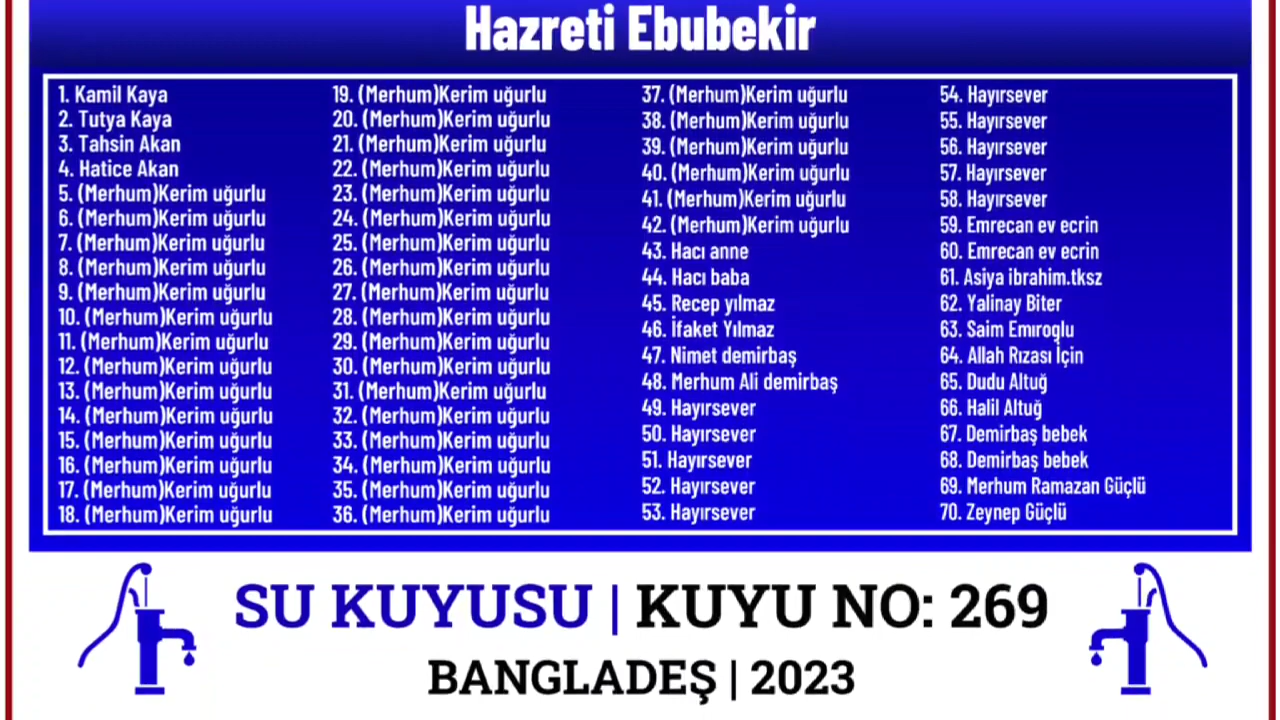 Hazreti Ebubekir
1. Kamil Kaya
2. Tutya Kaya
3. Tahsin Akan
4. Hatice Akan
5. (Merhum)Kerim uğurlu
6. (Merhum)Kerim uğurlu
7. (Merhum)Kerim uğurlu
8. (Merhum)Kerim uğurlu
9. (Merhum)Kerim uğurlu
10. (Merhum)Kerim uğurlu
11. (Merhum)Kerim uğurlu
12. (Merhum)Kerim uğurlu
13. (Merhum)Kerim uğurlu
14. (Merhum)Kerim uğurlu
15. (Merhum)Kerim uğurlu
16. (Merhum)Kerim uğurlu
17. (Merhum)Kerim uğurlu
18. (Merhum)Kerim uğurlu
19. (Merhum)Kerim uğurlu
20. (Merhum)Kerim uğurlu
21. (Merhum)Kerim uğurlu
22. (Merhum)Kerim uğurlu
23. (Merhum)Kerim uğurlu
24. (Merhum)Kerim uğurlu
25. (Merhum)Kerim uğurlu
26. (Merhum)Kerim uğurlu
27. (Merhum)Kerim uğurlu
28. (Merhum)Kerim uğurlu
29. (Merhum)Kerim uğurlu
30. (Merhum)Kerim uğurlu
31. (Merhum)Kerim uğurlu
32. (Merhum)Kerim uğurlu
33. (Merhum)Kerim uğurlu
34. (Merhum)Kerim uğurlu
35. (Merhum)Kerim uğurlu
36. (Merhum)Kerim uğurlu
37. (Merhum)Kerim uğurlu
38. (Merhum)Kerim uğurlu
39. (Merhum)Kerim uğurlu
40. (Merhum)Kerim uğurlu
41. (Merhum)Kerim uğurlu
42. (Merhum)Kerim uğurlu
43. Hacı anne
44. Hacı baba
45. Recep yılmaz
46. İfaket Yılmaz
47. Nimet demirbaş
48. Merhum Ali demirbaş
49. Hayırsever
50. Hayırsever
51. Hayırsever
52. Hayırsever
53. Hayırsever
54. Hayırsever
55. Hayırsever
56. Hayırsever
57. Hayırsever
58. Hayırsever
59. Emrecan ev ecrin
60. Emrecan ev ecrin
61. Asiya ibrahim.tksz
62. Yalinay Biter
63. Saim Emıroglu
64. Allah Rızası İçin
65. Dudu Altuğ
66. Halil Altuğ
67. Demirbaş bebek
68. Demirbaş bebek
69. Merhum Ramazan Güçlü
70. Zeynep Güçlü
SU KUYUSU | KUYU NO: 269
BANGLADEŞ | 2023